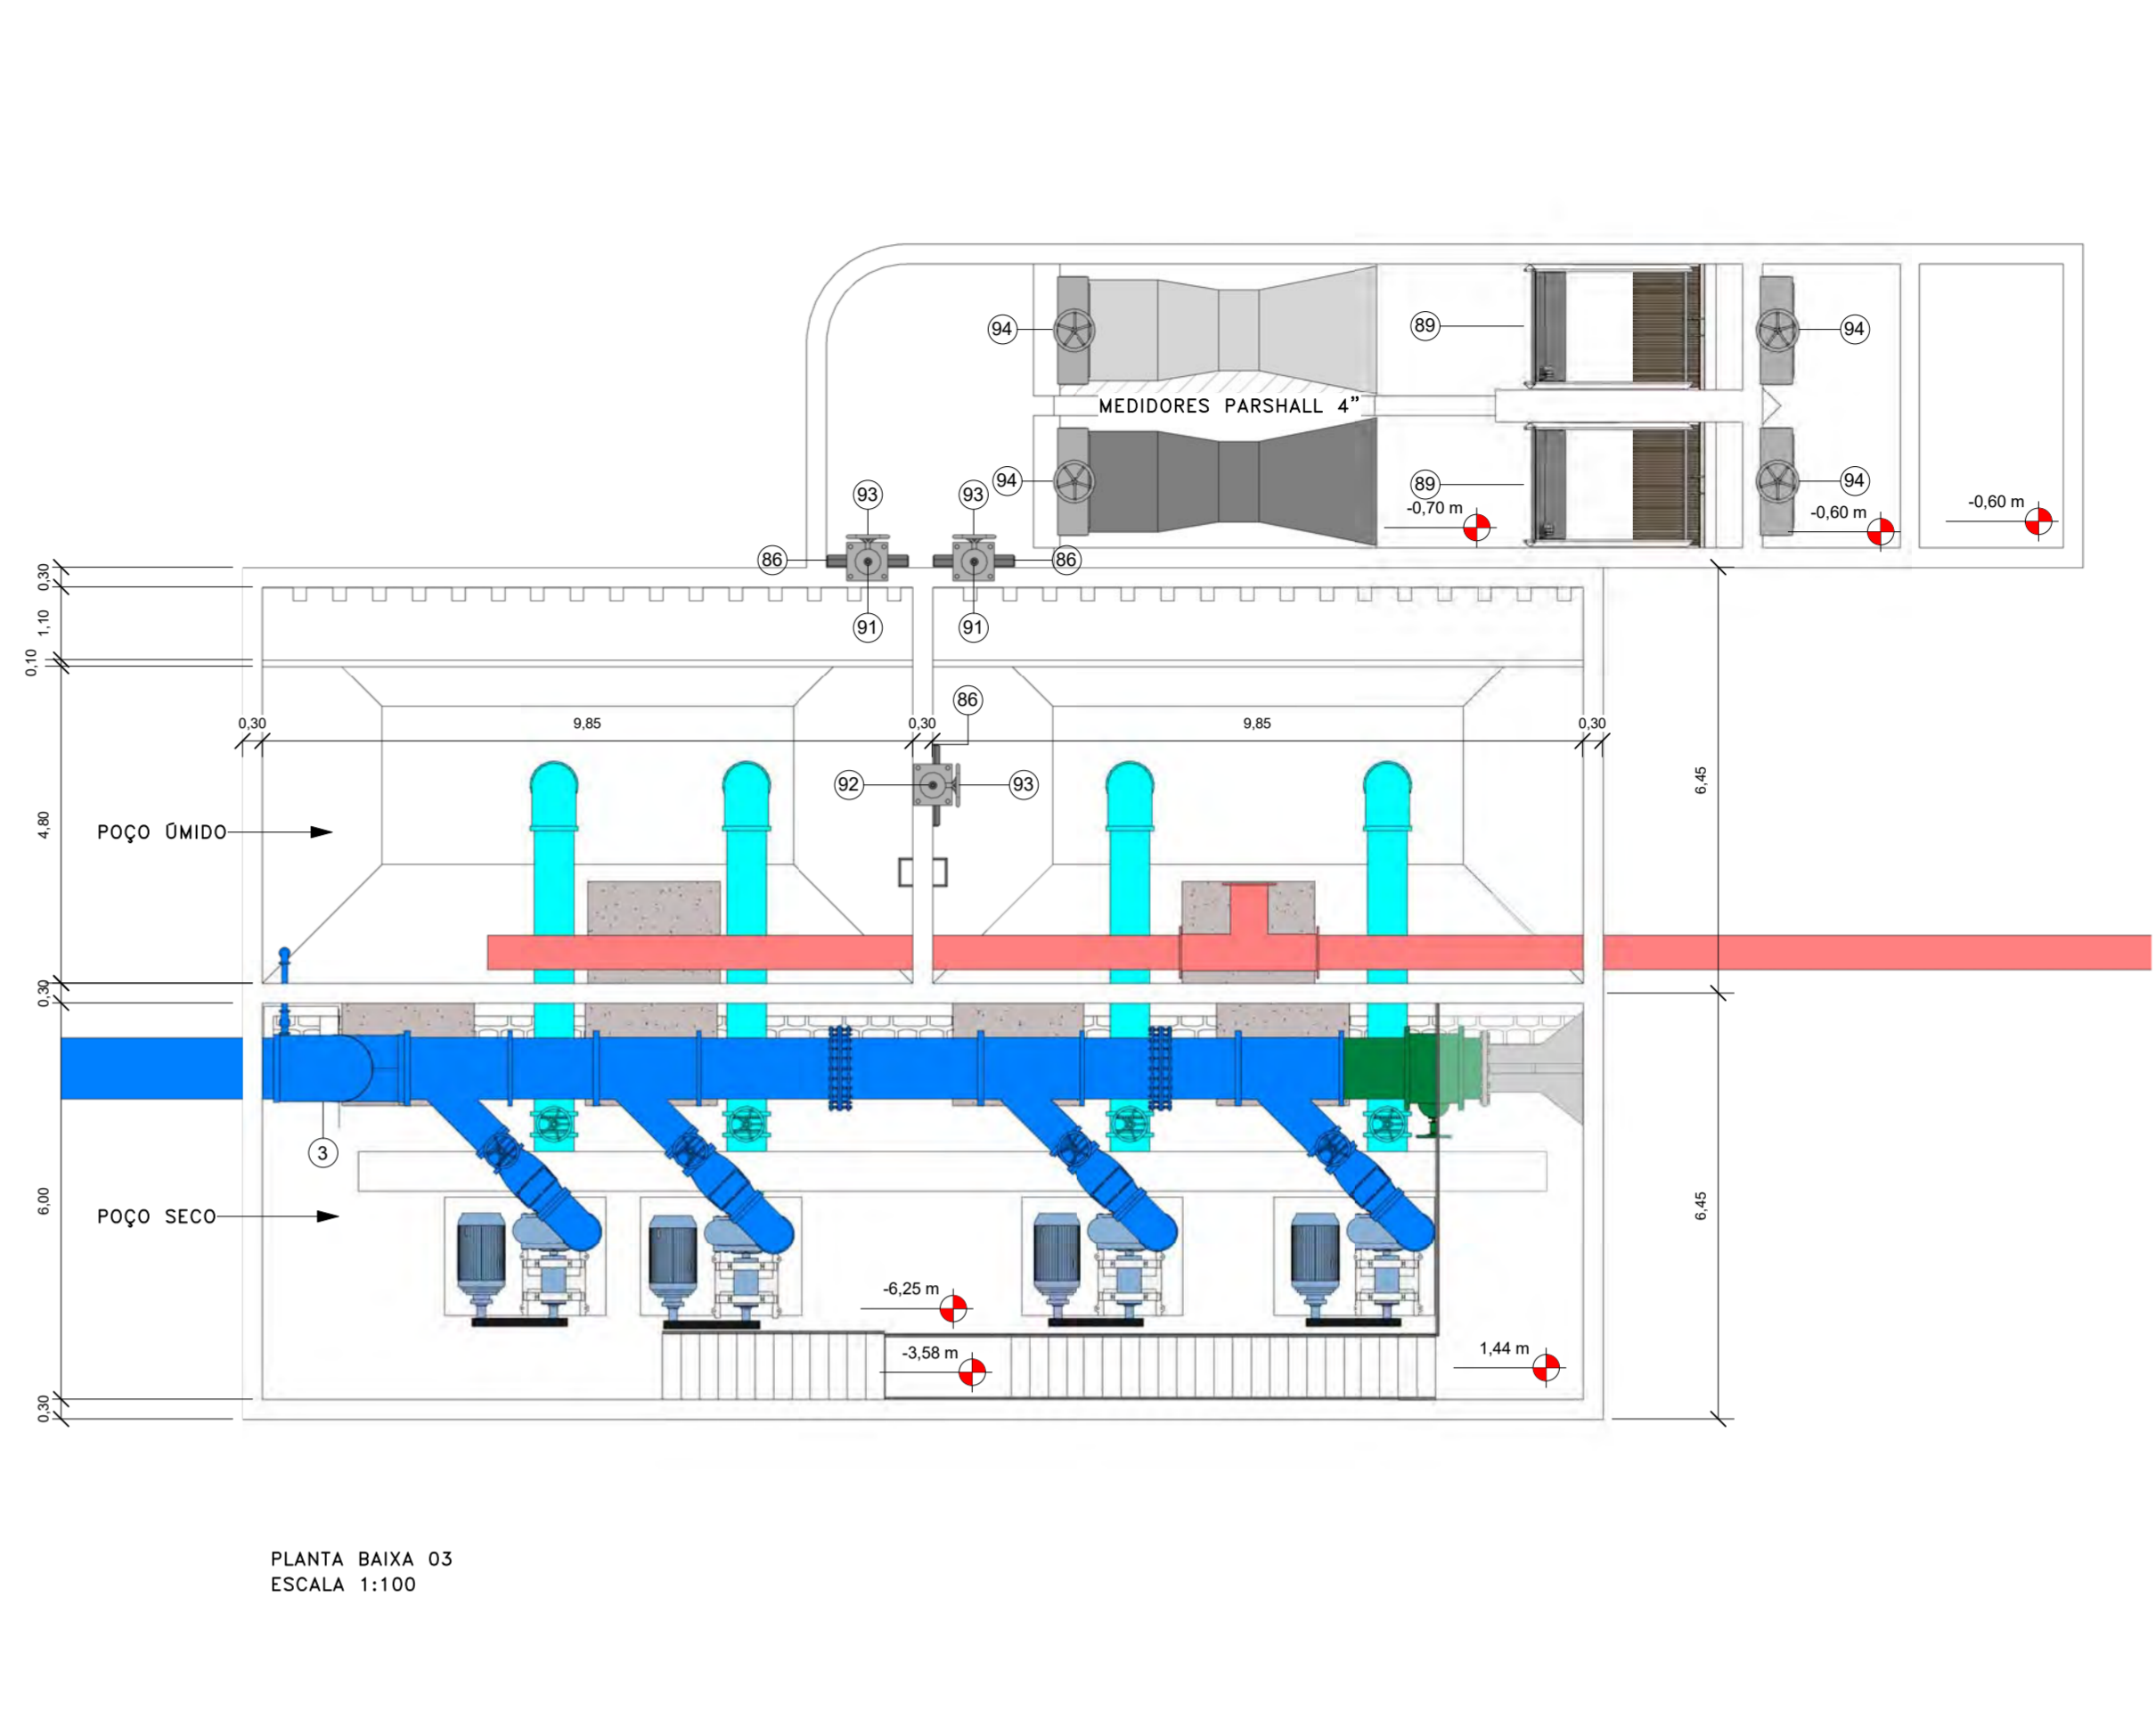 94
89
94
MEDIDORES PARSHALL 4”
93
93
94
89
94
-0,70 m
-0,60 m
-0,60 m
86
86
0,30
1,10
0,10
91
91
86
0,30
9,85
0,30
9,85
0,30
92
93
6,45
4,80
POÇO ÚMIDO
0,30
3
6,00
POÇO SECO
6,45
-6,25 m
-3,58 m
1,44 m
0,30
PLANTA BAIXA 03
ESCALA 1:100